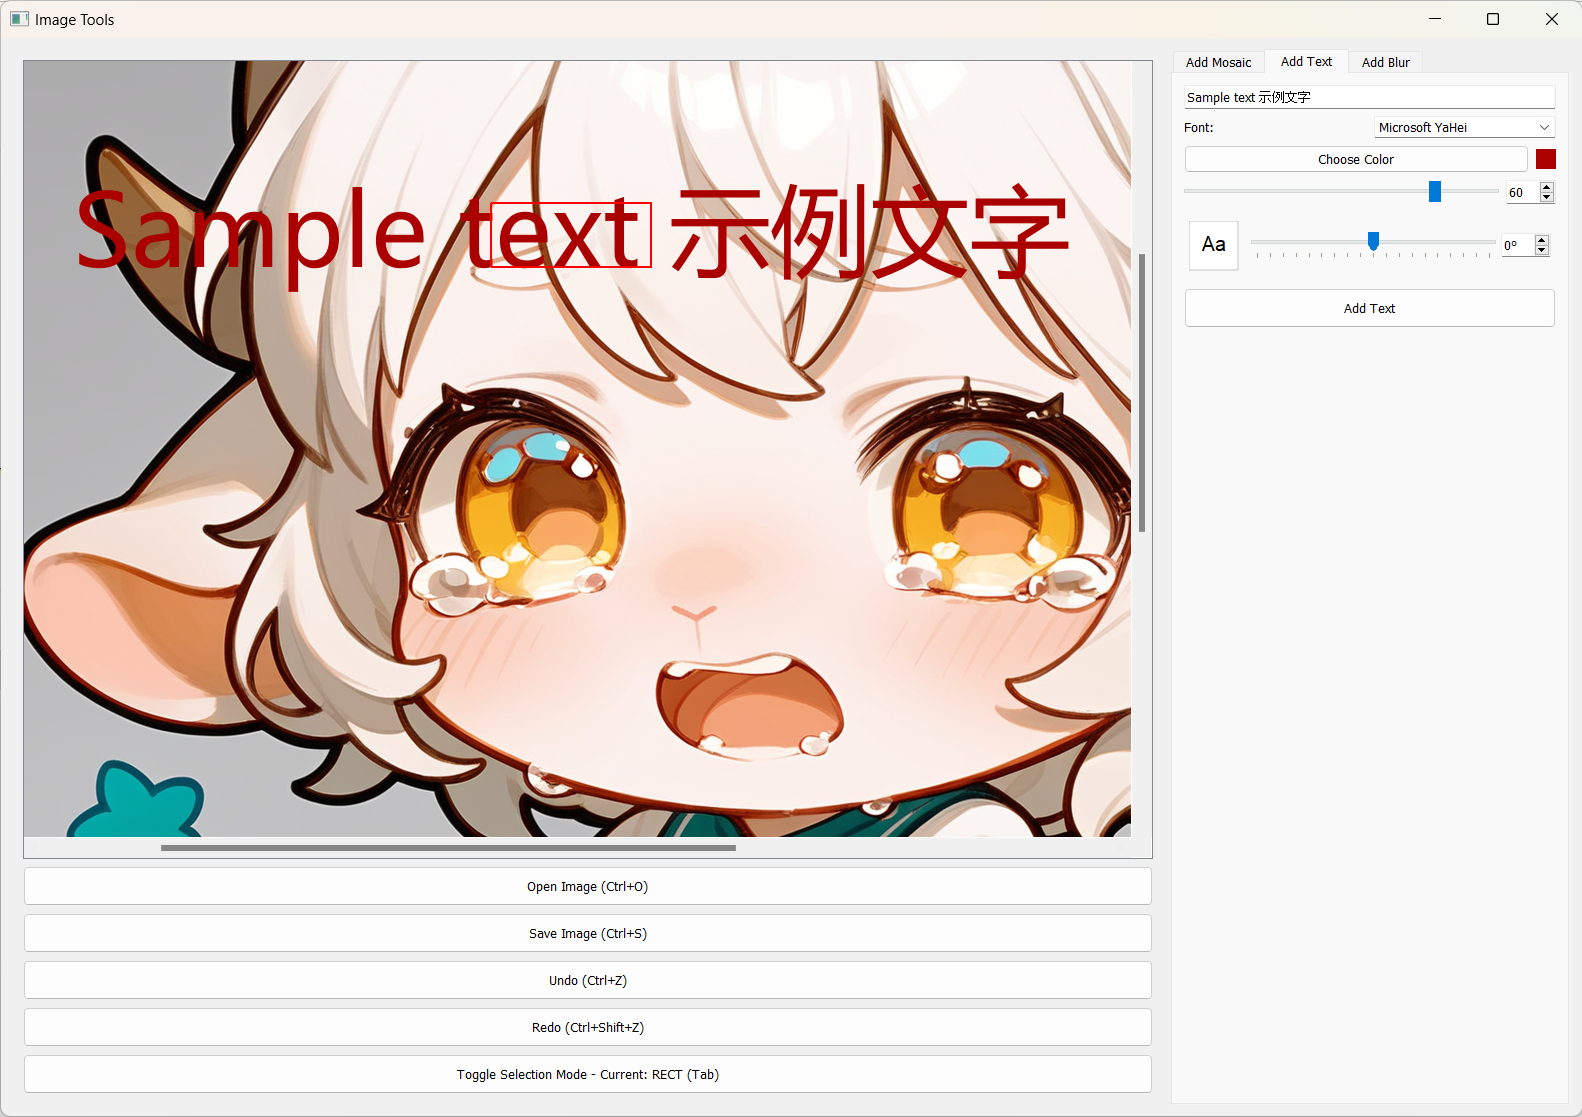 Image Tools
Add Mosaic
Add Text
Add Blur
Sample text 示例文字
Font:
Microsoft YaHei
Choose Color
60
Aa
0°
Add Text
Sample text 示例文字
Open Image (Ctrl+O)
Save Image (Ctrl+S)
Undo (Ctrl+Z)
Redo (Ctrl+Shift+Z)
Toggle Selection Mode - Current: RECT (Tab)